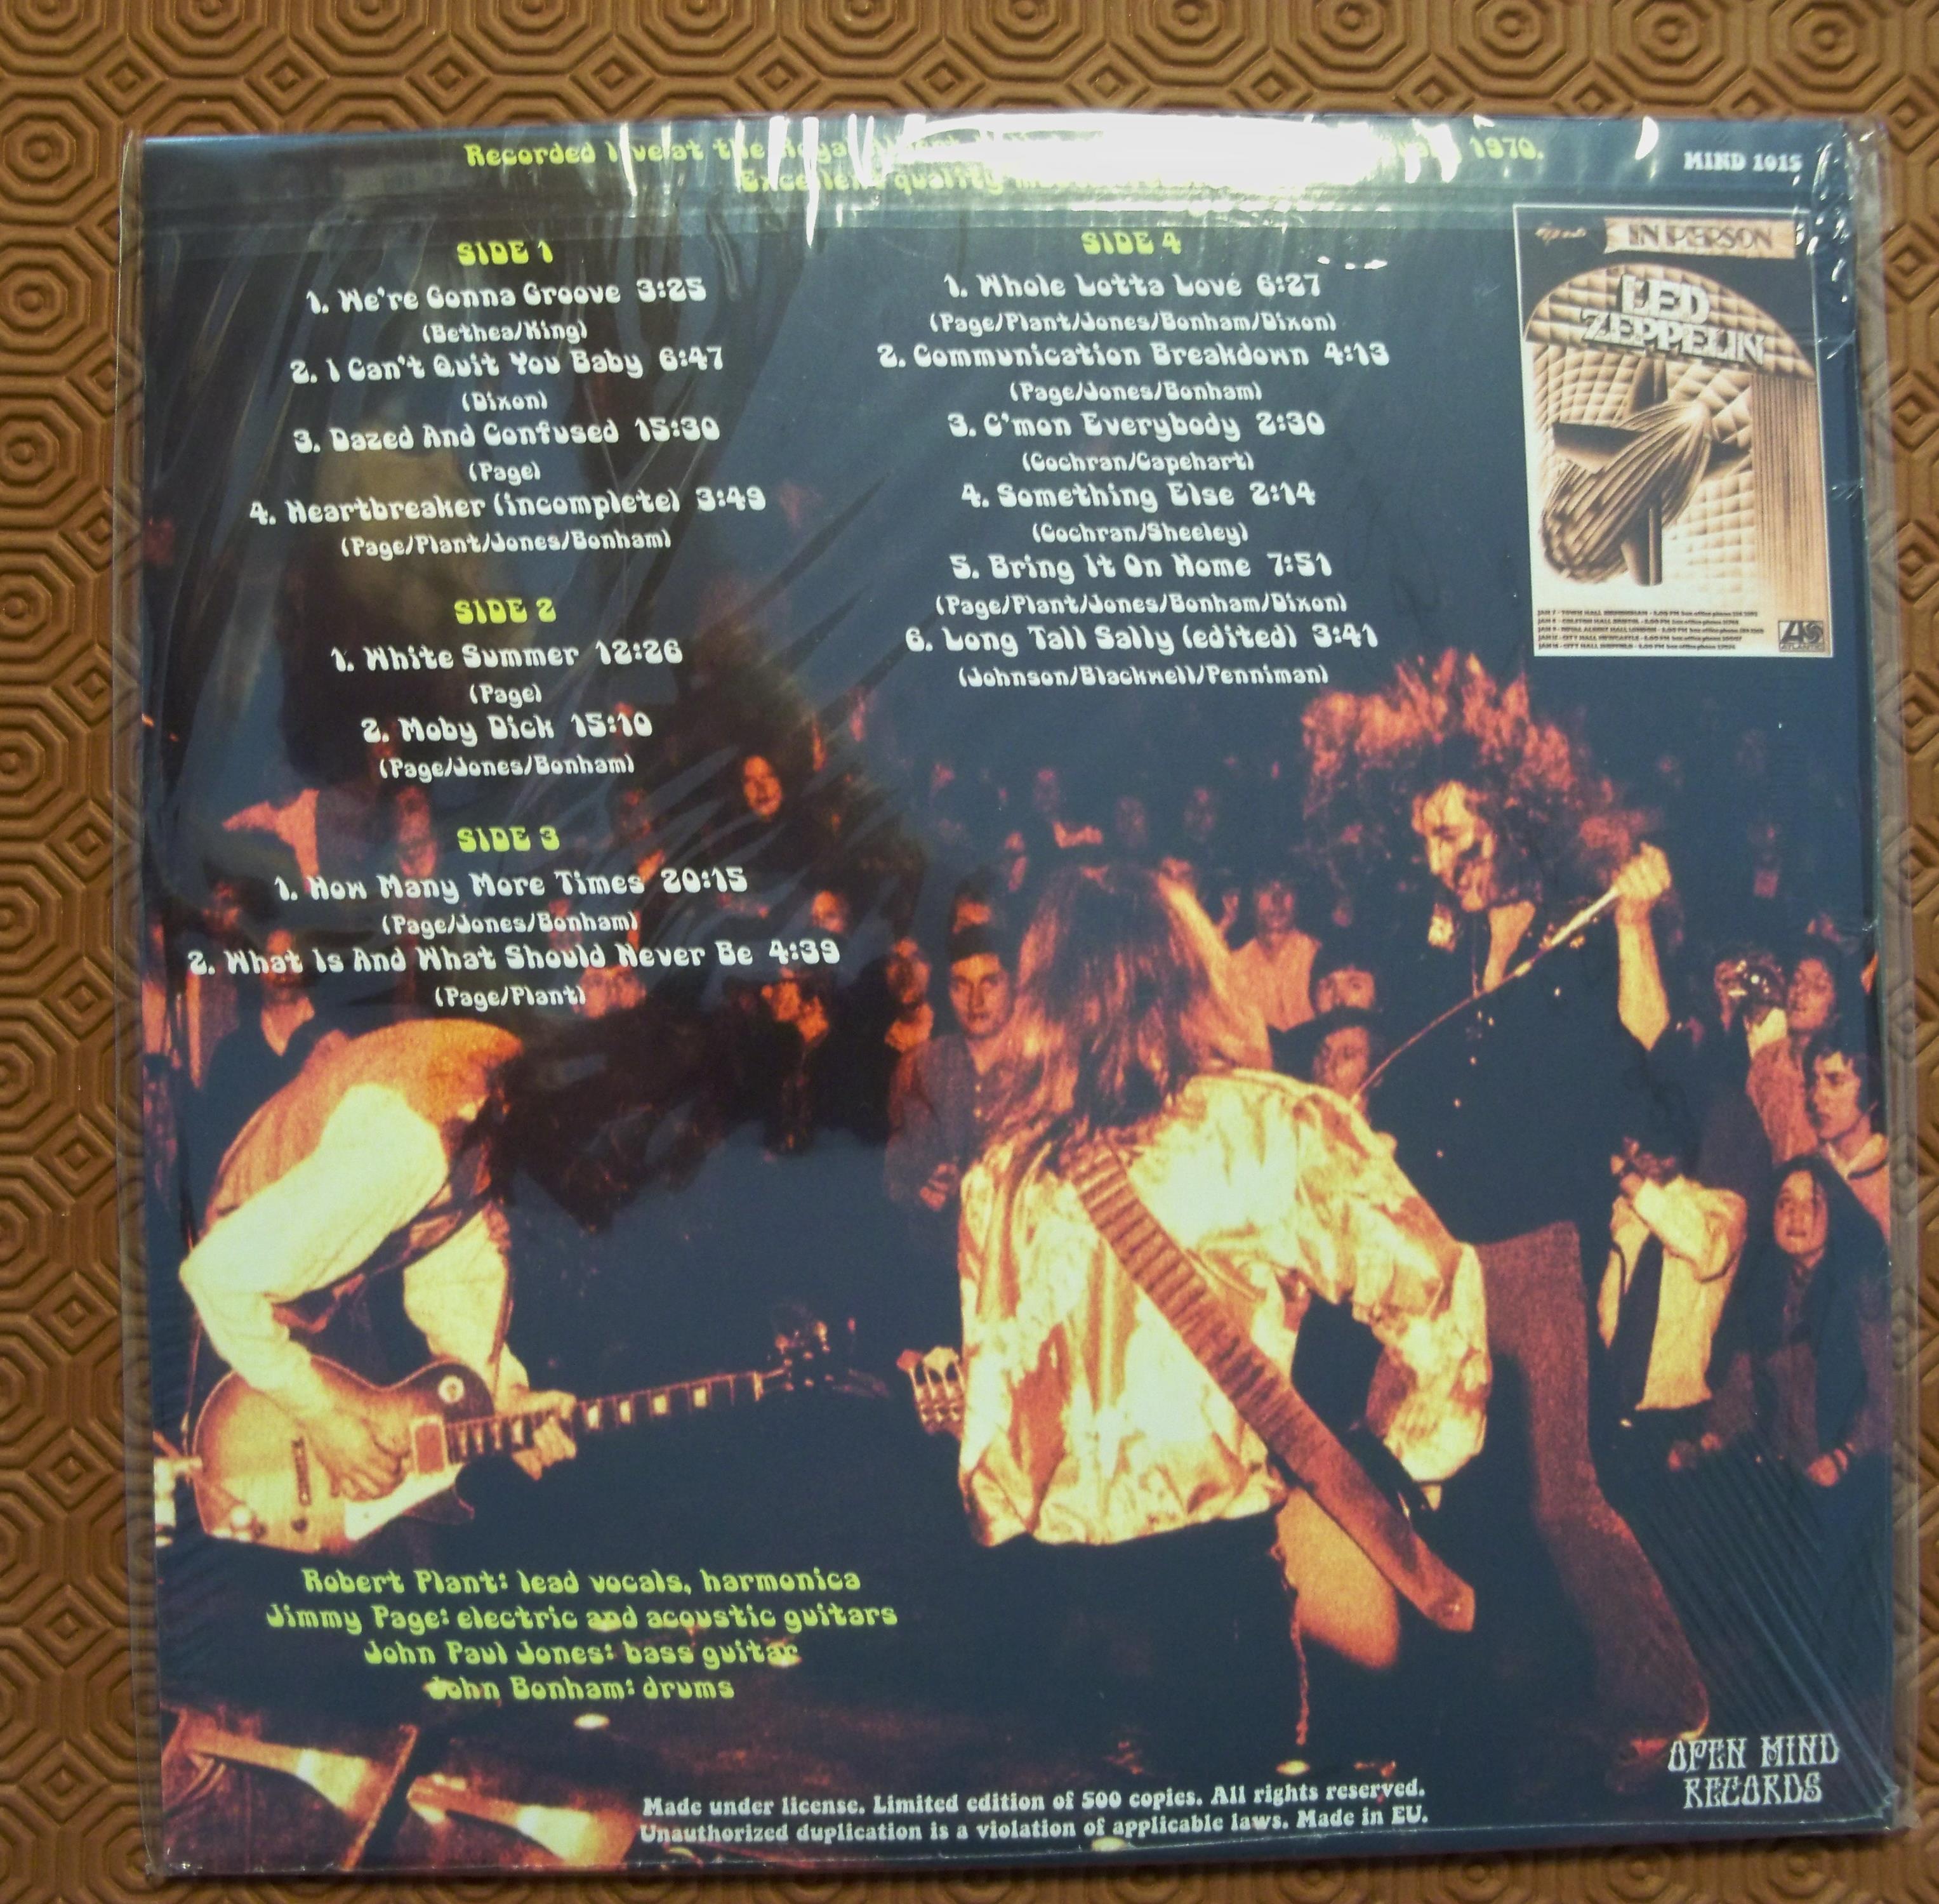 Recorded live at the Royal 1970.
Excellent quality
MIND 1015
SIDE 1
1. We're Gonna Groove 3:25
(Bethea/King)
2. I Can't Quit You Baby 6:47
(Dixon)
3. Dazed And Confused 15:30
(Page)
4. Heartbreaker (incomplete) 3:49
(Page/Plant/Jones/Bonham)
SIDE 2
1. White Summer 12:26
(Page)
2. Moby Dick 15:10
(Page/Jones/Bonham)
SIDE 3
1. How Many More Times 20:15
(Page/Jones/Bonham)
2. What Is And What Should Never Be 4:39
(Page/Plant)
SIDE 4
1. Whole Lotta Love 6:27
(Page/Plant/Jones/Bonham/Dixon)
2. Communication Breakdown 4:13
(Page/Jones/Bonham)
3. C'mon Everybody 2:30
(Cochran/Capehart)
4. Something Else 2:14
(Cochran/Sheeley)
5. Bring It On Home 7:51
(Page/Plant/Jones/Bonham/Dixon)
6. Long Tall Sally (edited) 3:41
(Johnson/Blackwell/Penniman)
IN PERSON
LED
ZEPPELIN
ATLANTIC
Robert Plant: lead vocals, harmonica
Jimmy Page: electric and acoustic guitars
John Paul Jones: bass guitar
John Bonham: drums
OPEN MIND
RECORDS
Made under license. Limited edition of 500 copies. All rights reserved.
Unauthorized duplication is a violation of applicable laws. Made in EU.